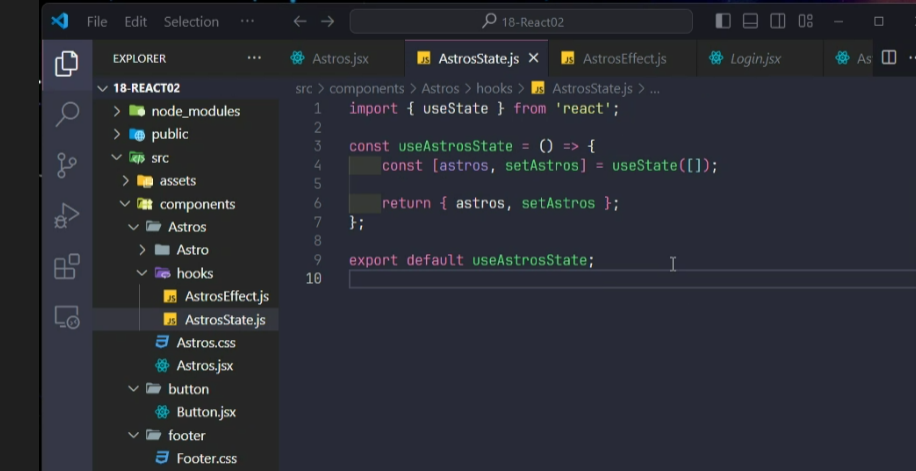 File Edit Selection ··· 18-React02
EXPLORER ···
Astros.jsx AstrosState.js AstrosEffect.js Login.jsx As
18-REACT02
src > components > Astros > hooks > AstrosState.js > ...
node_modules
public
src
assets
components
Astros
Astro
hooks
AstrosEffect.js
AstrosState.js
Astros.css
Astros.jsx
button
Button.jsx
footer
Footer.css
1 import { useState } from 'react';
2
3 const useAstrosState = () => {
4 const [astros, setAstros] = useState([]);
5
6 return { astros, setAstros };
7 };
8
9 export default useAstrosState;
10